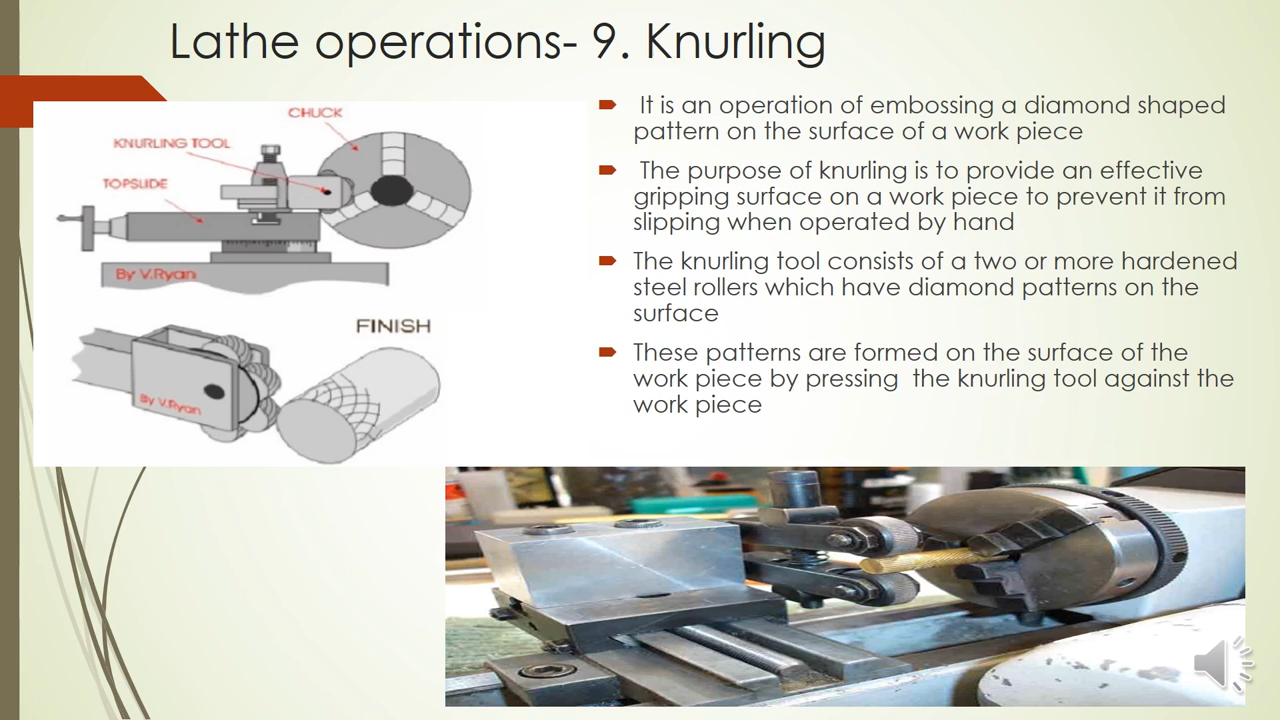 Lathe operations- 9. Knurling
CHUCK
KNURLING TOOL
TOPSLIDE
By V.Ryan
FINISH
By V.Ryan
It is an operation of embossing a diamond shaped
pattern on the surface of a work piece
The purpose of knurling is to provide an effective
gripping surface on a work piece to prevent it from
slipping when operated by hand
The knurling tool consists of a two or more hardened
steel rollers which have diamond patterns on the
surface
These patterns are formed on the surface of the
work piece by pressing  the knurling tool against the
work piece